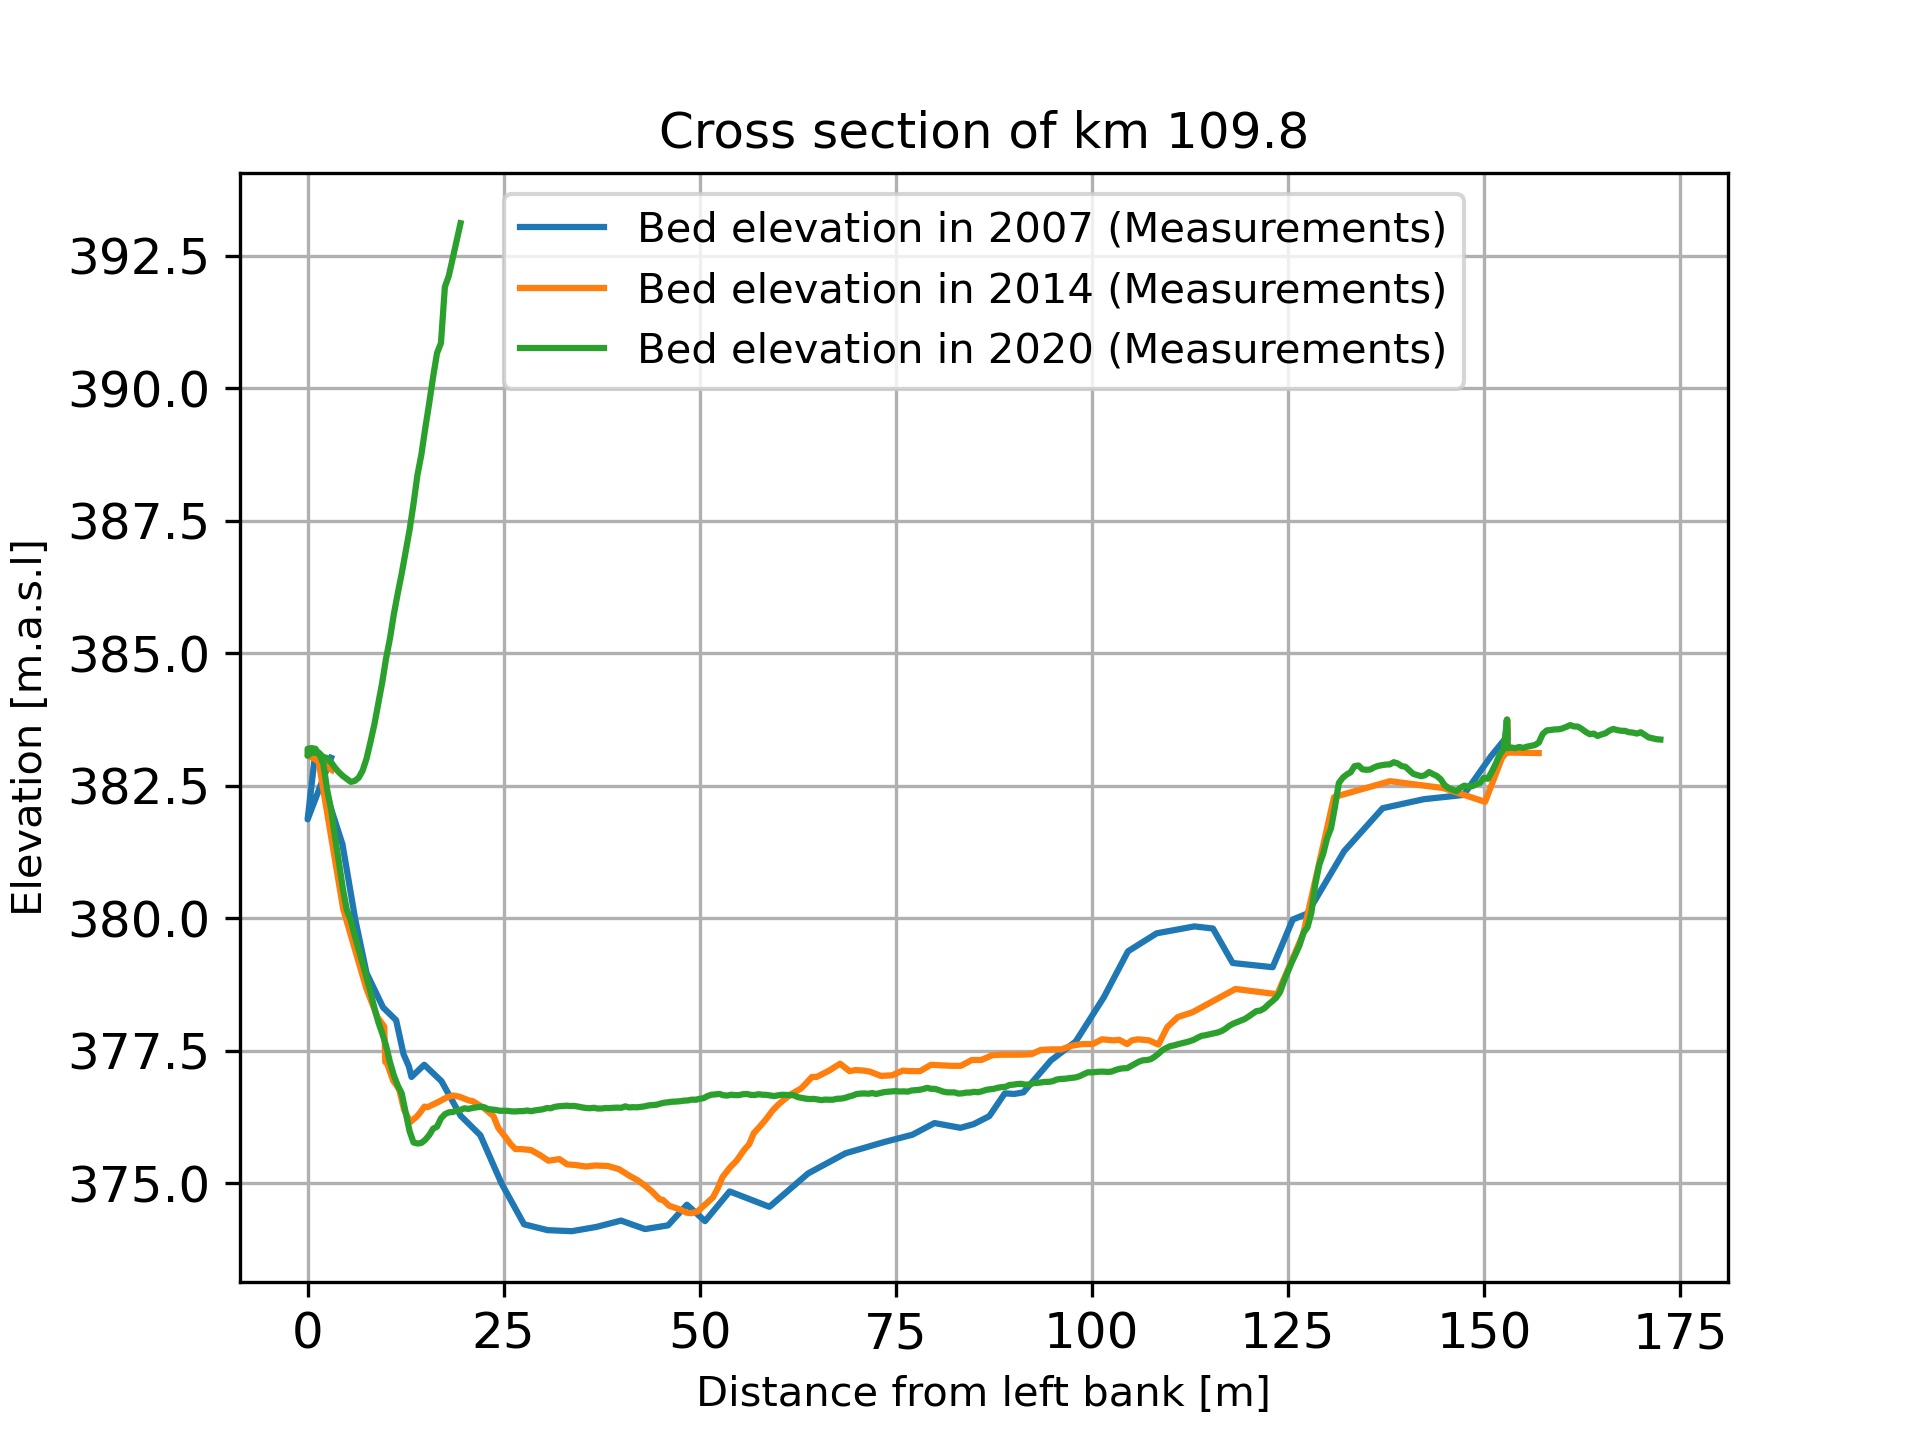 Cross section of km 109.8
Bed elevation in 2007 (Measurements)
Bed elevation in 2014 (Measurements)
Bed elevation in 2020 (Measurements)
Elevation [m.a.s.l]
392.5
390.0
387.5
385.0
382.5
380.0
377.5
375.0
0 25 50 75 100 125 150 175
Distance from left bank [m]